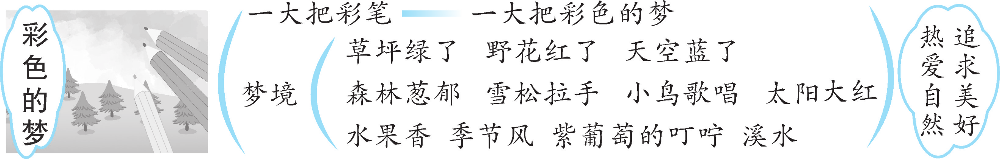 彩色的梦
一大把彩笔 一大把彩色的梦
梦境
草坪绿了 野花红了 天空蓝了
森林葱郁 雪松拉手 小鸟歌唱 太阳大红
水果香 季节风 紫葡萄的叮咛 溪水
追求美好
热爱自然